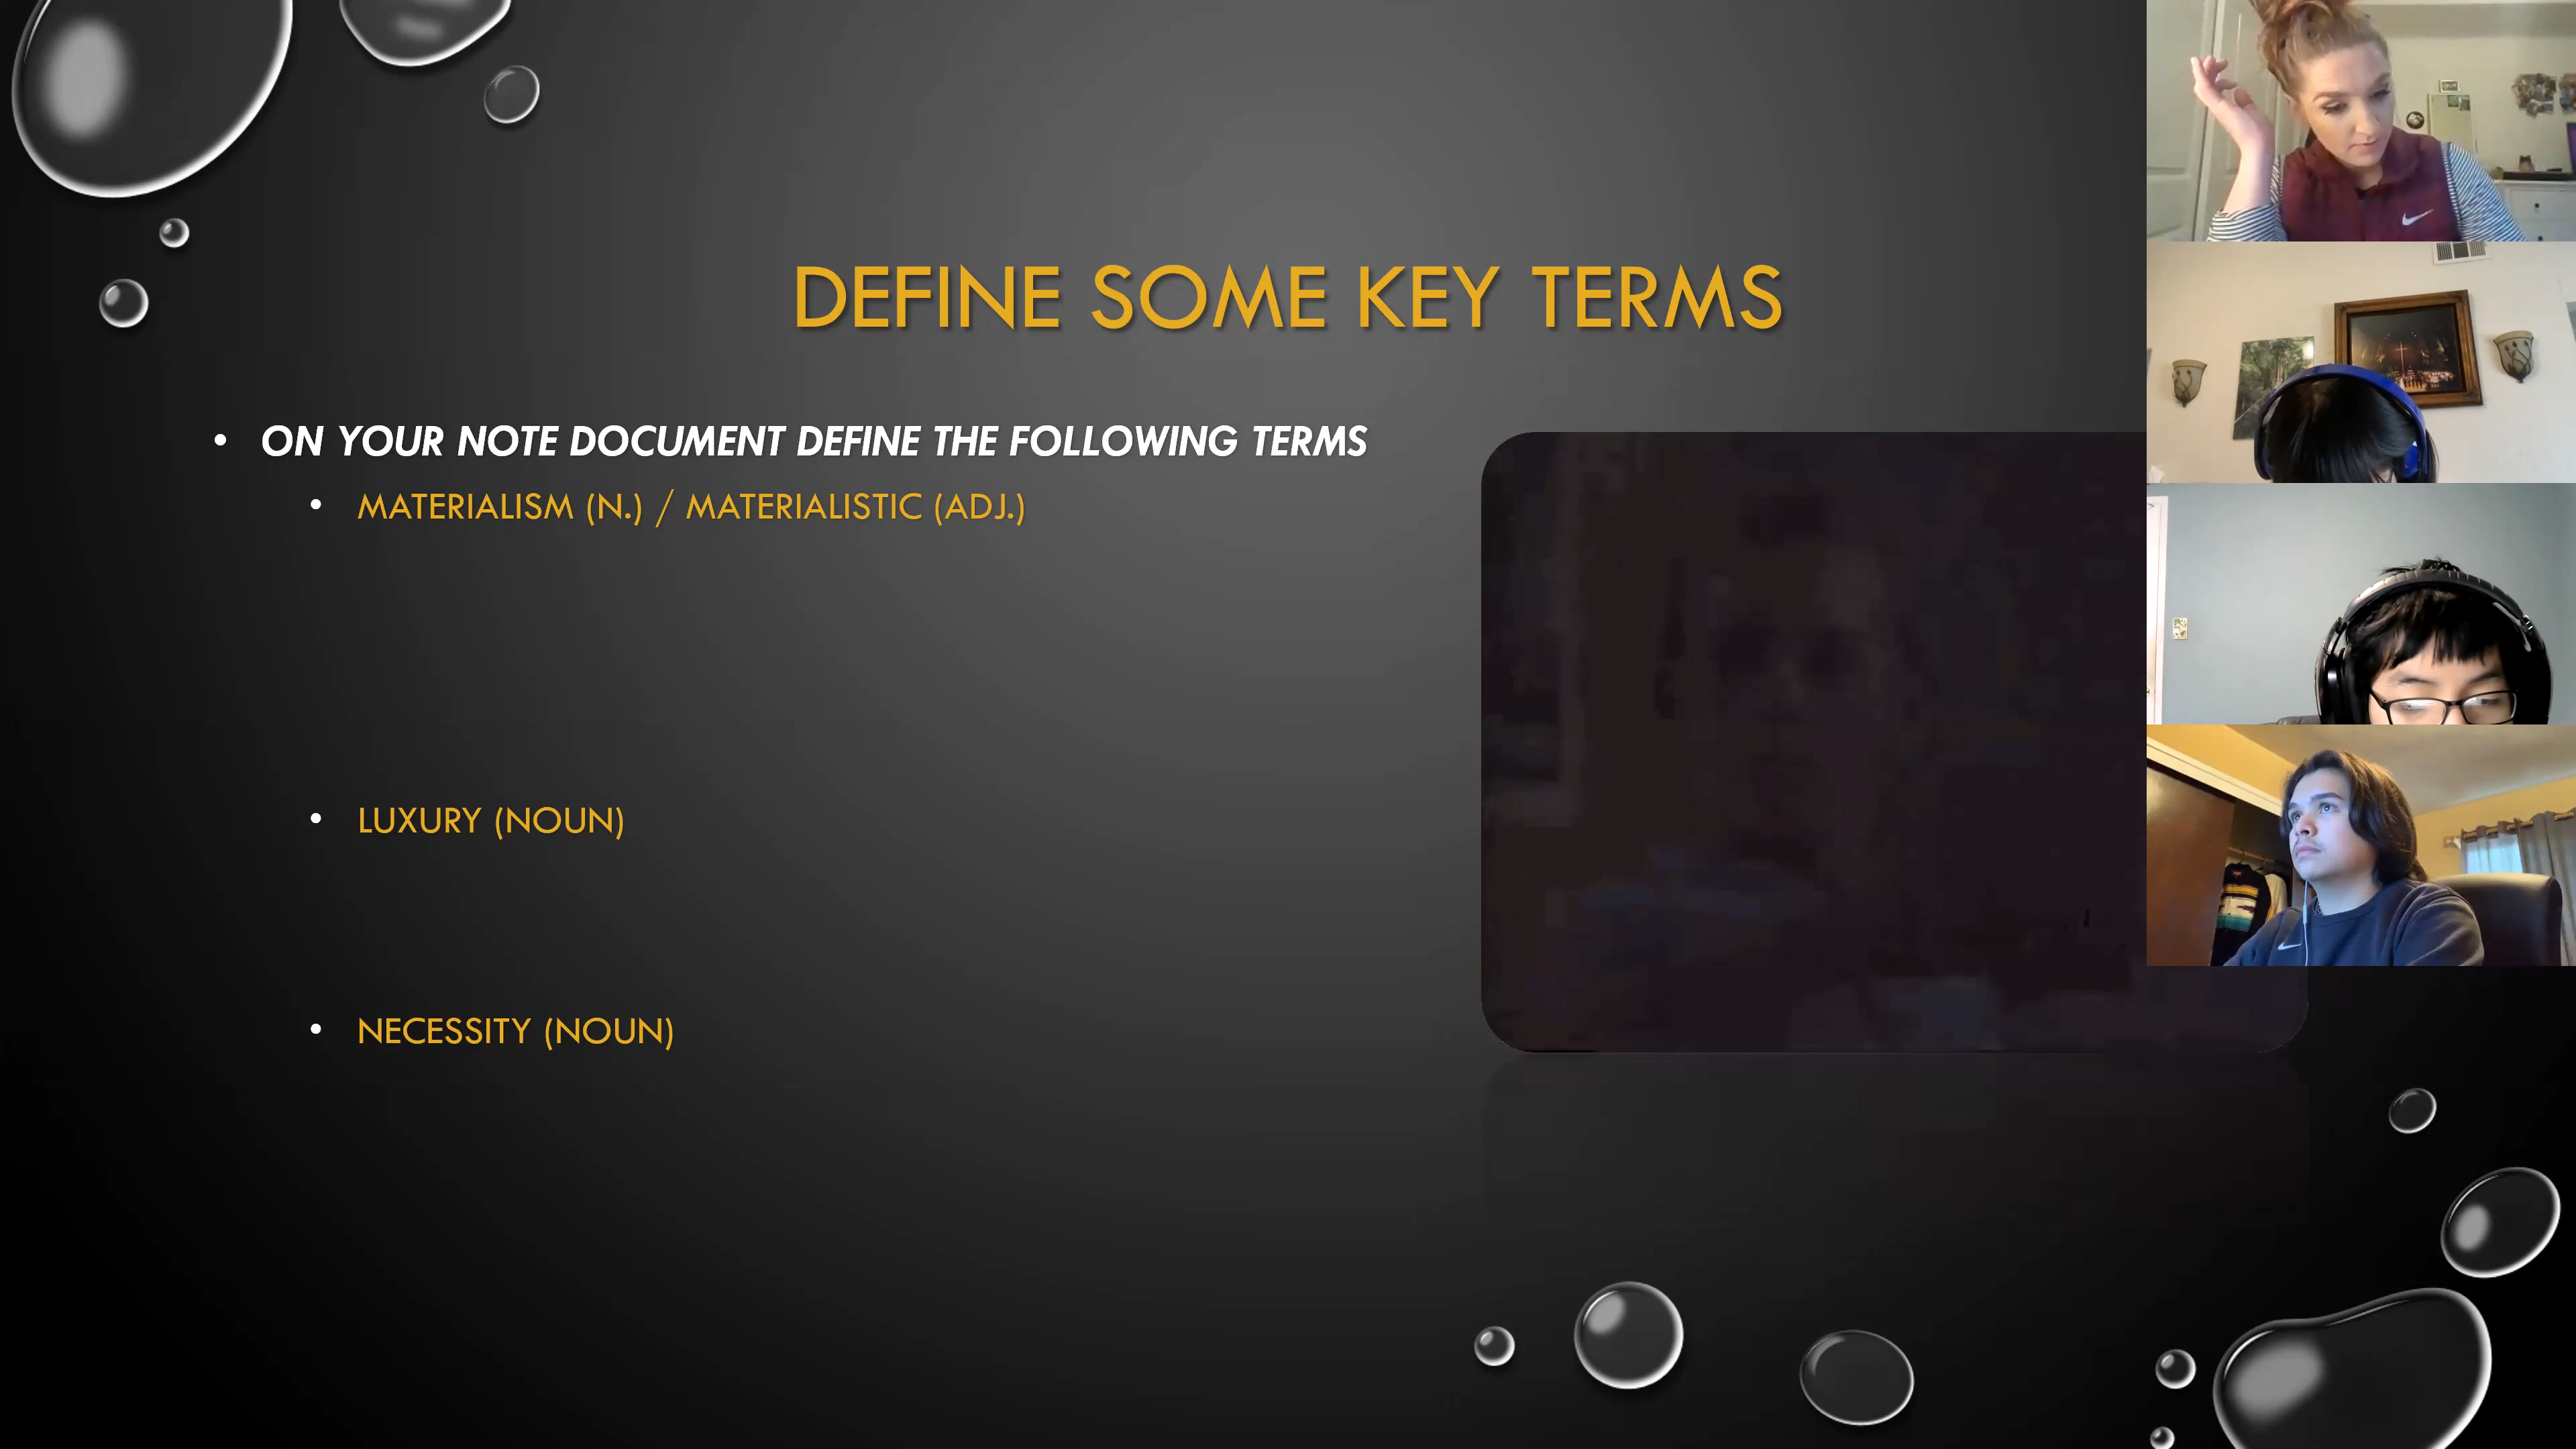 DEFINE SOME KEY TERMS
• ON YOUR NOTE DOCUMENT DEFINE THE FOLLOWING TERMS
• MATERIALISM (N.) / MATERIALISTIC (ADJ.)
• LUXURY (NOUN)
• NECESSITY (NOUN)